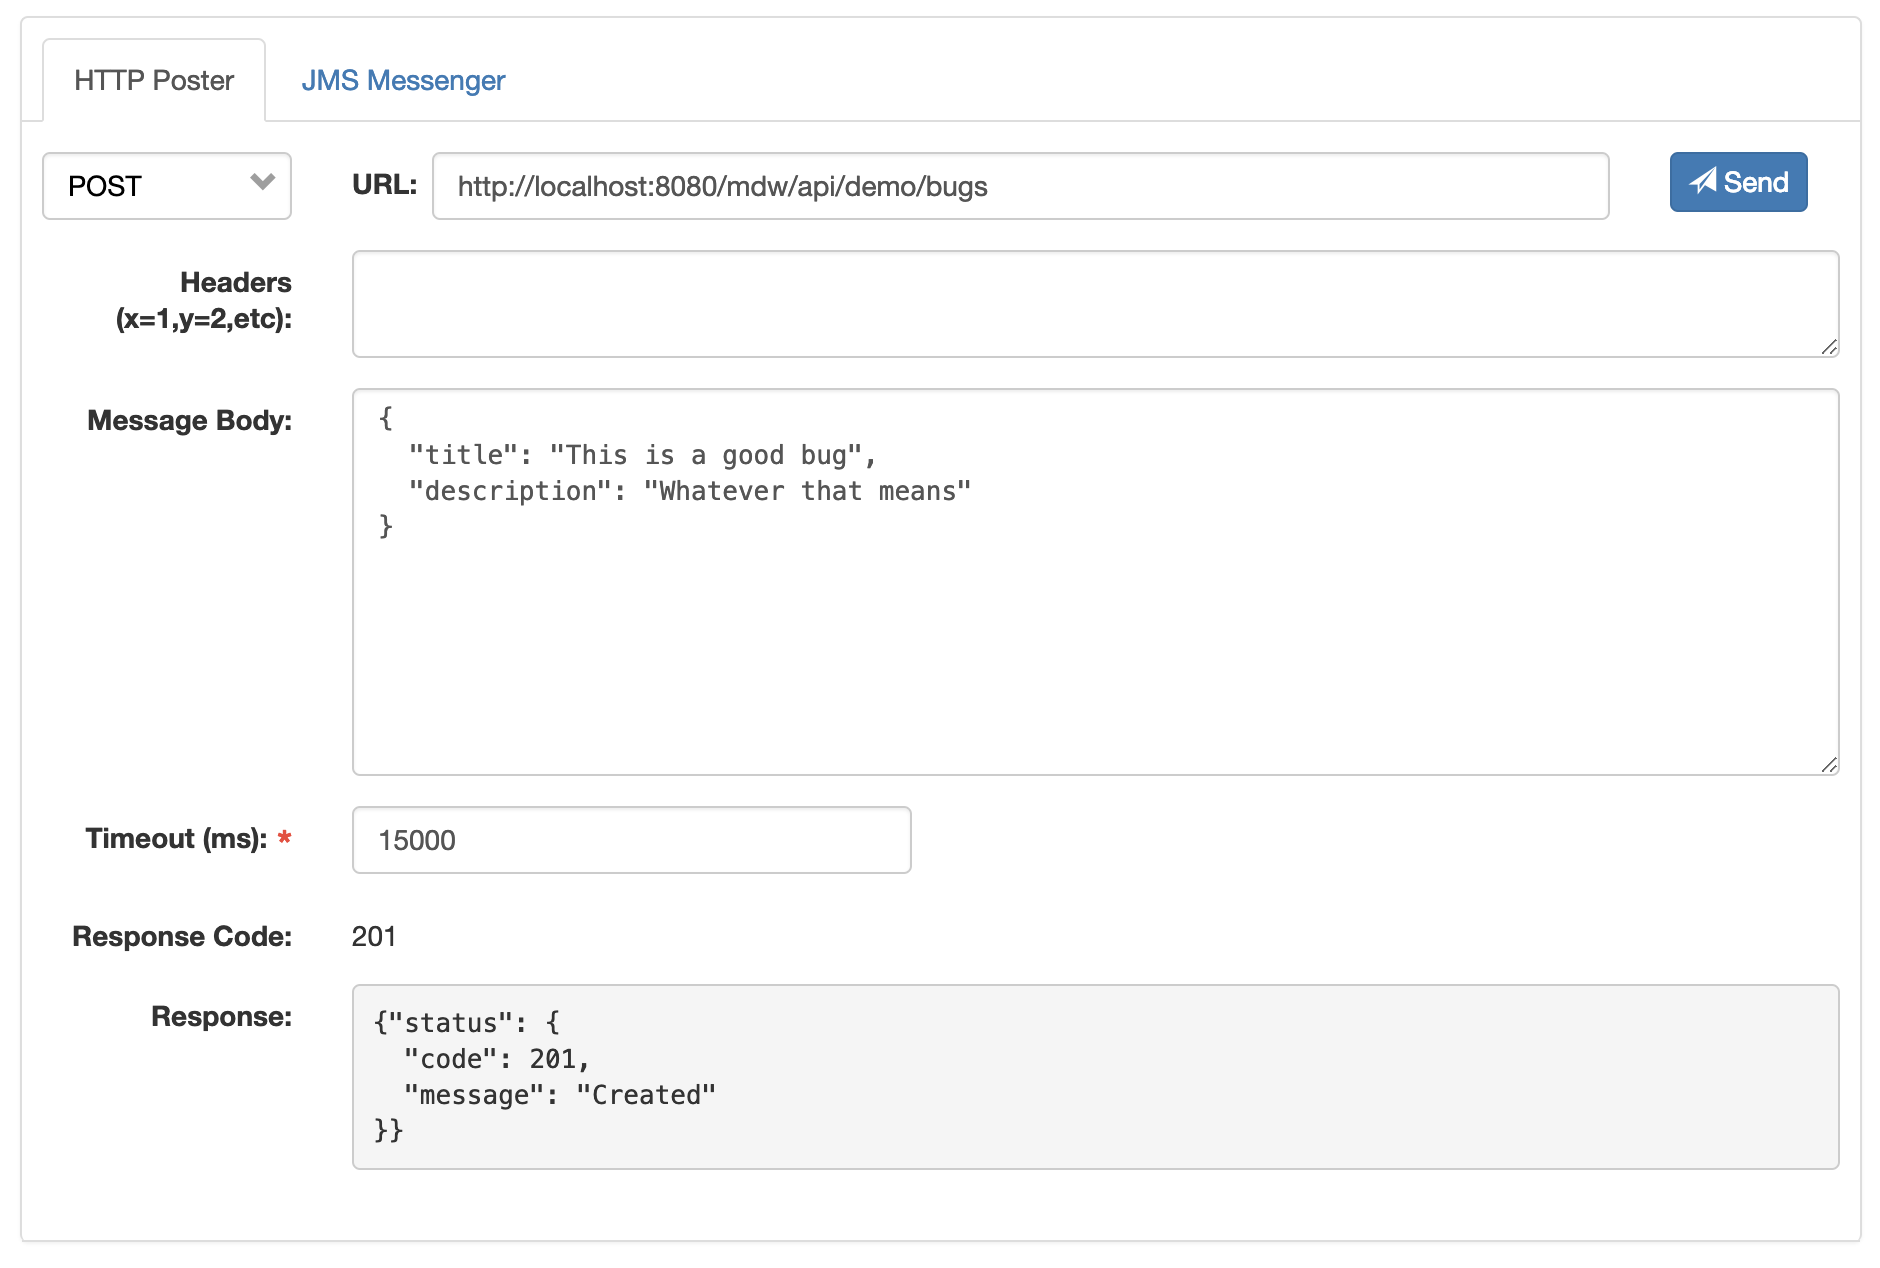 HTTP Poster JMS Messenger
POST URL: http://localhost:8080/mdw/api/demo/bugs Send
Headers
(x=1,y=2,etc):
Message Body:
{
  "title": "This is a good bug",
  "description": "Whatever that means"
}
Timeout (ms): * 15000
Response Code: 201
Response:
{"status": {
  "code": 201,
  "message": "Created"
}}